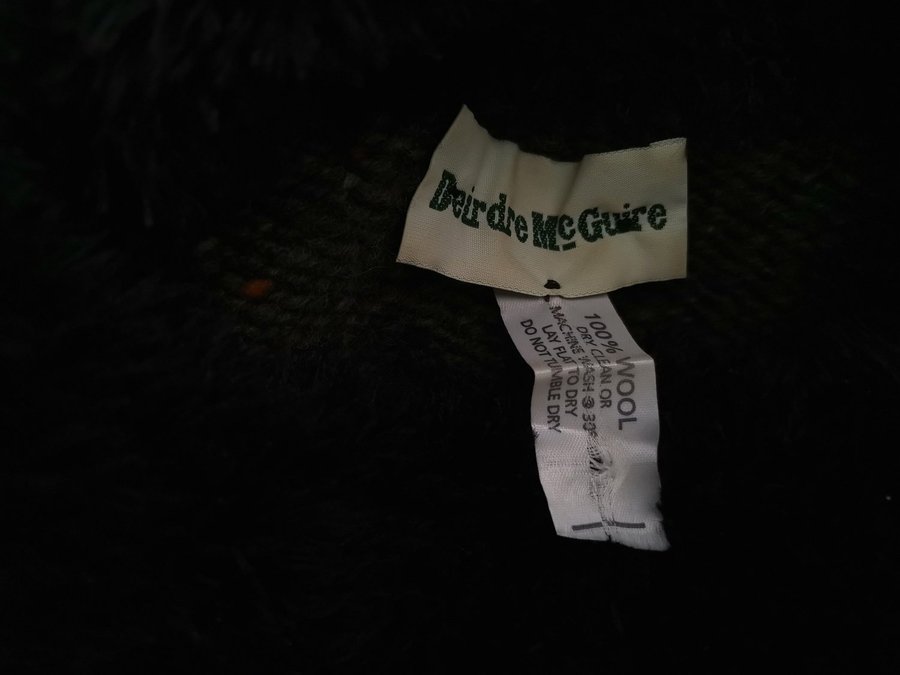 Deirdre McGuire
100% WOOL
DRY CLEAN OR
MACHINE WASH @ 30°
LAY FLAT TO DRY
DO NOT TUMBLE DRY